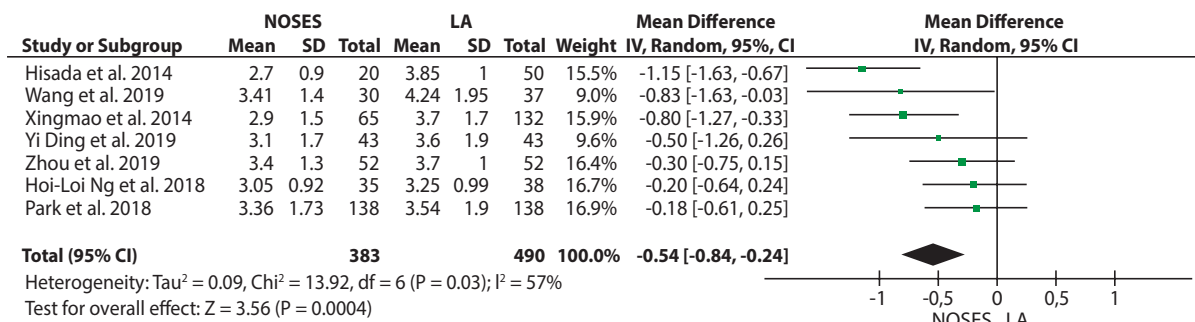 NOSES LA Mean Difference Mean Difference
Study or Subgroup Mean SD Total Mean SD Total Weight IV, Random, 95%, CI IV, Random, 95%, CI
Hisada et al. 2014 2.7 0.9 20 3.85 1 50 15.5% -1.15 [-1.63, -0.67]
Wang et al. 2019 3.41 1.4 30 4.24 1.95 37 9.0% -0.83 [-1.63, -0.03]
Xingmao et al. 2014 2.9 1.5 65 3.7 1.7 132 15.9% -0.80 [-1.27, -0.33]
Yi Ding et al. 2019 3.1 1.7 43 3.6 1.9 43 9.6% -0.50 [-1.26, 0.26]
Zhou et al. 2019 3.4 1.3 52 3.7 1 52 16.4% -0.30 [-0.75, 0.15]
Hoi-Loi Ng et al. 2018 3.05 0.92 35 3.25 0.99 38 16.7% -0.20 [-0.64, 0.24]
Park et al. 2018 3.36 1.73 138 3.54 1.9 138 16.9% -0.18 [-0.61, 0.25]
Total (95% CI) 383 490 100.0% -0.54 [-0.84, -0.24]
Heterogeneity: Tau² = 0.09, Chi² = 13.92, df = 6 (P = 0.03); I² = 57%
Test for overall effect: Z = 3.56 (P = 0.0004)
-1 -0,5 0 0,5 1
NOSES LA